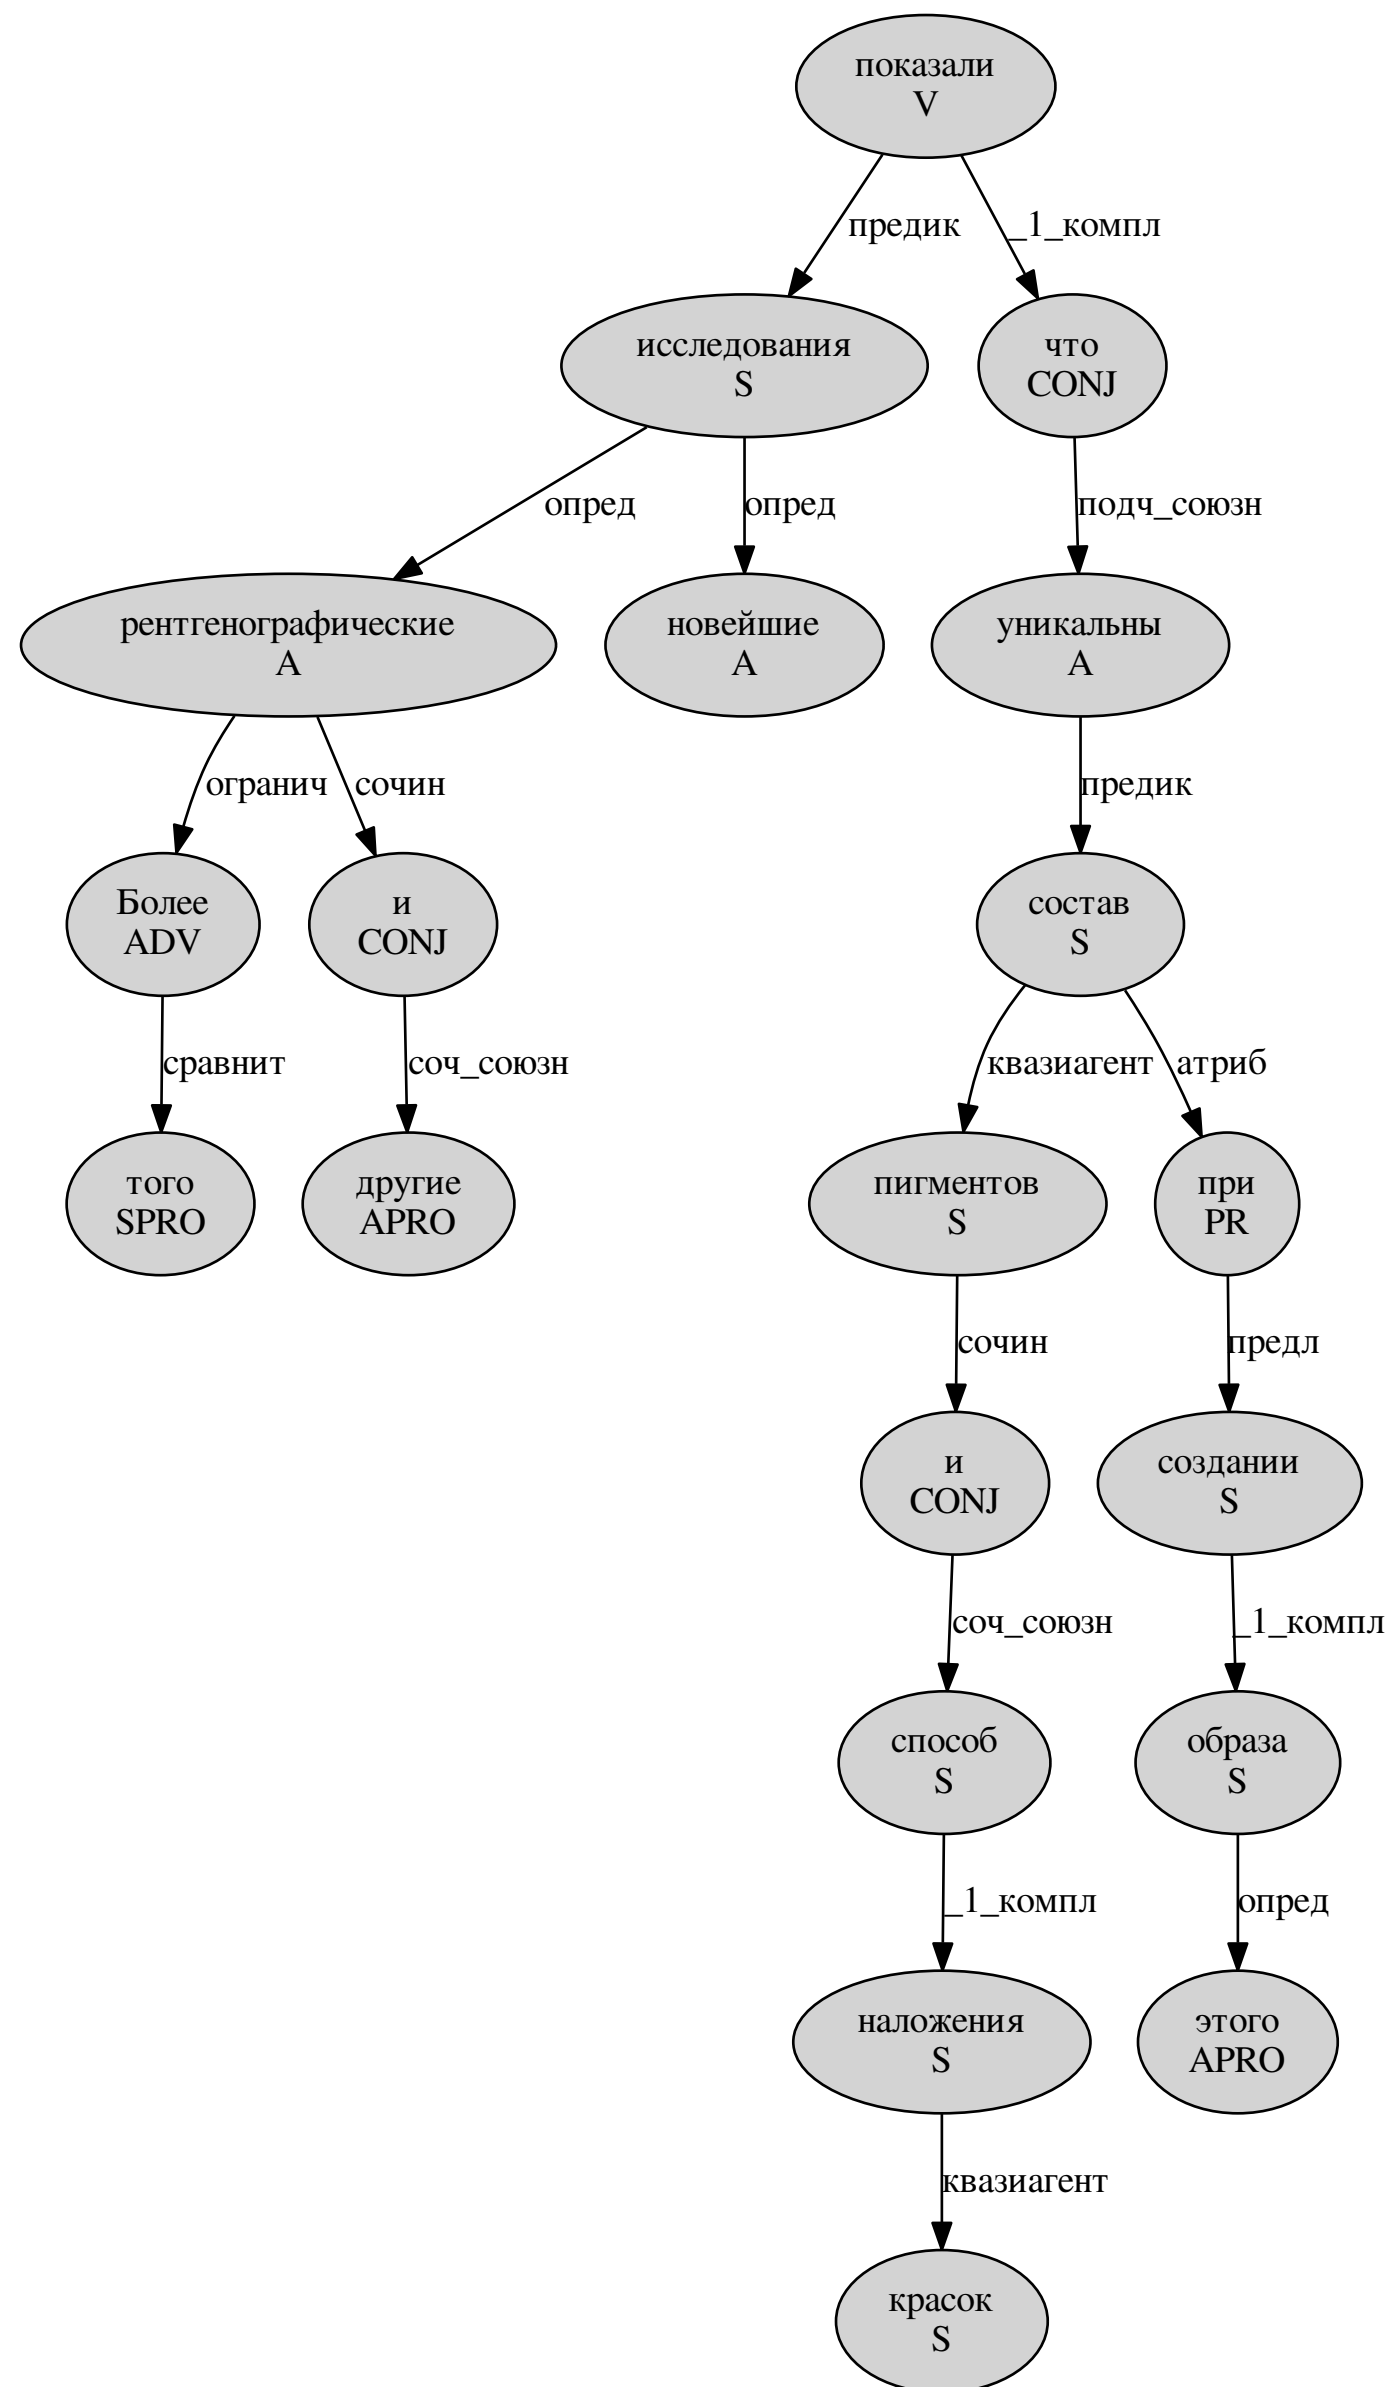 показали
V
предик
_1_компл
исследования
S
что
CONJ
опред
опред
подч_союзн
рентгенографические
A
новейшие
A
уникальны
A
огранич
сочин
предик
Более
ADV
и
CONJ
состав
S
сравнит
соч_союзн
квазиагент
атриб
того
SPRO
другие
APRO
пигментов
S
при
PR
сочин
предл
и
CONJ
создании
S
соч_союзн
_1_компл
способ
S
образа
S
_1_компл
опред
наложения
S
этого
APRO
квазиагент
красок
S